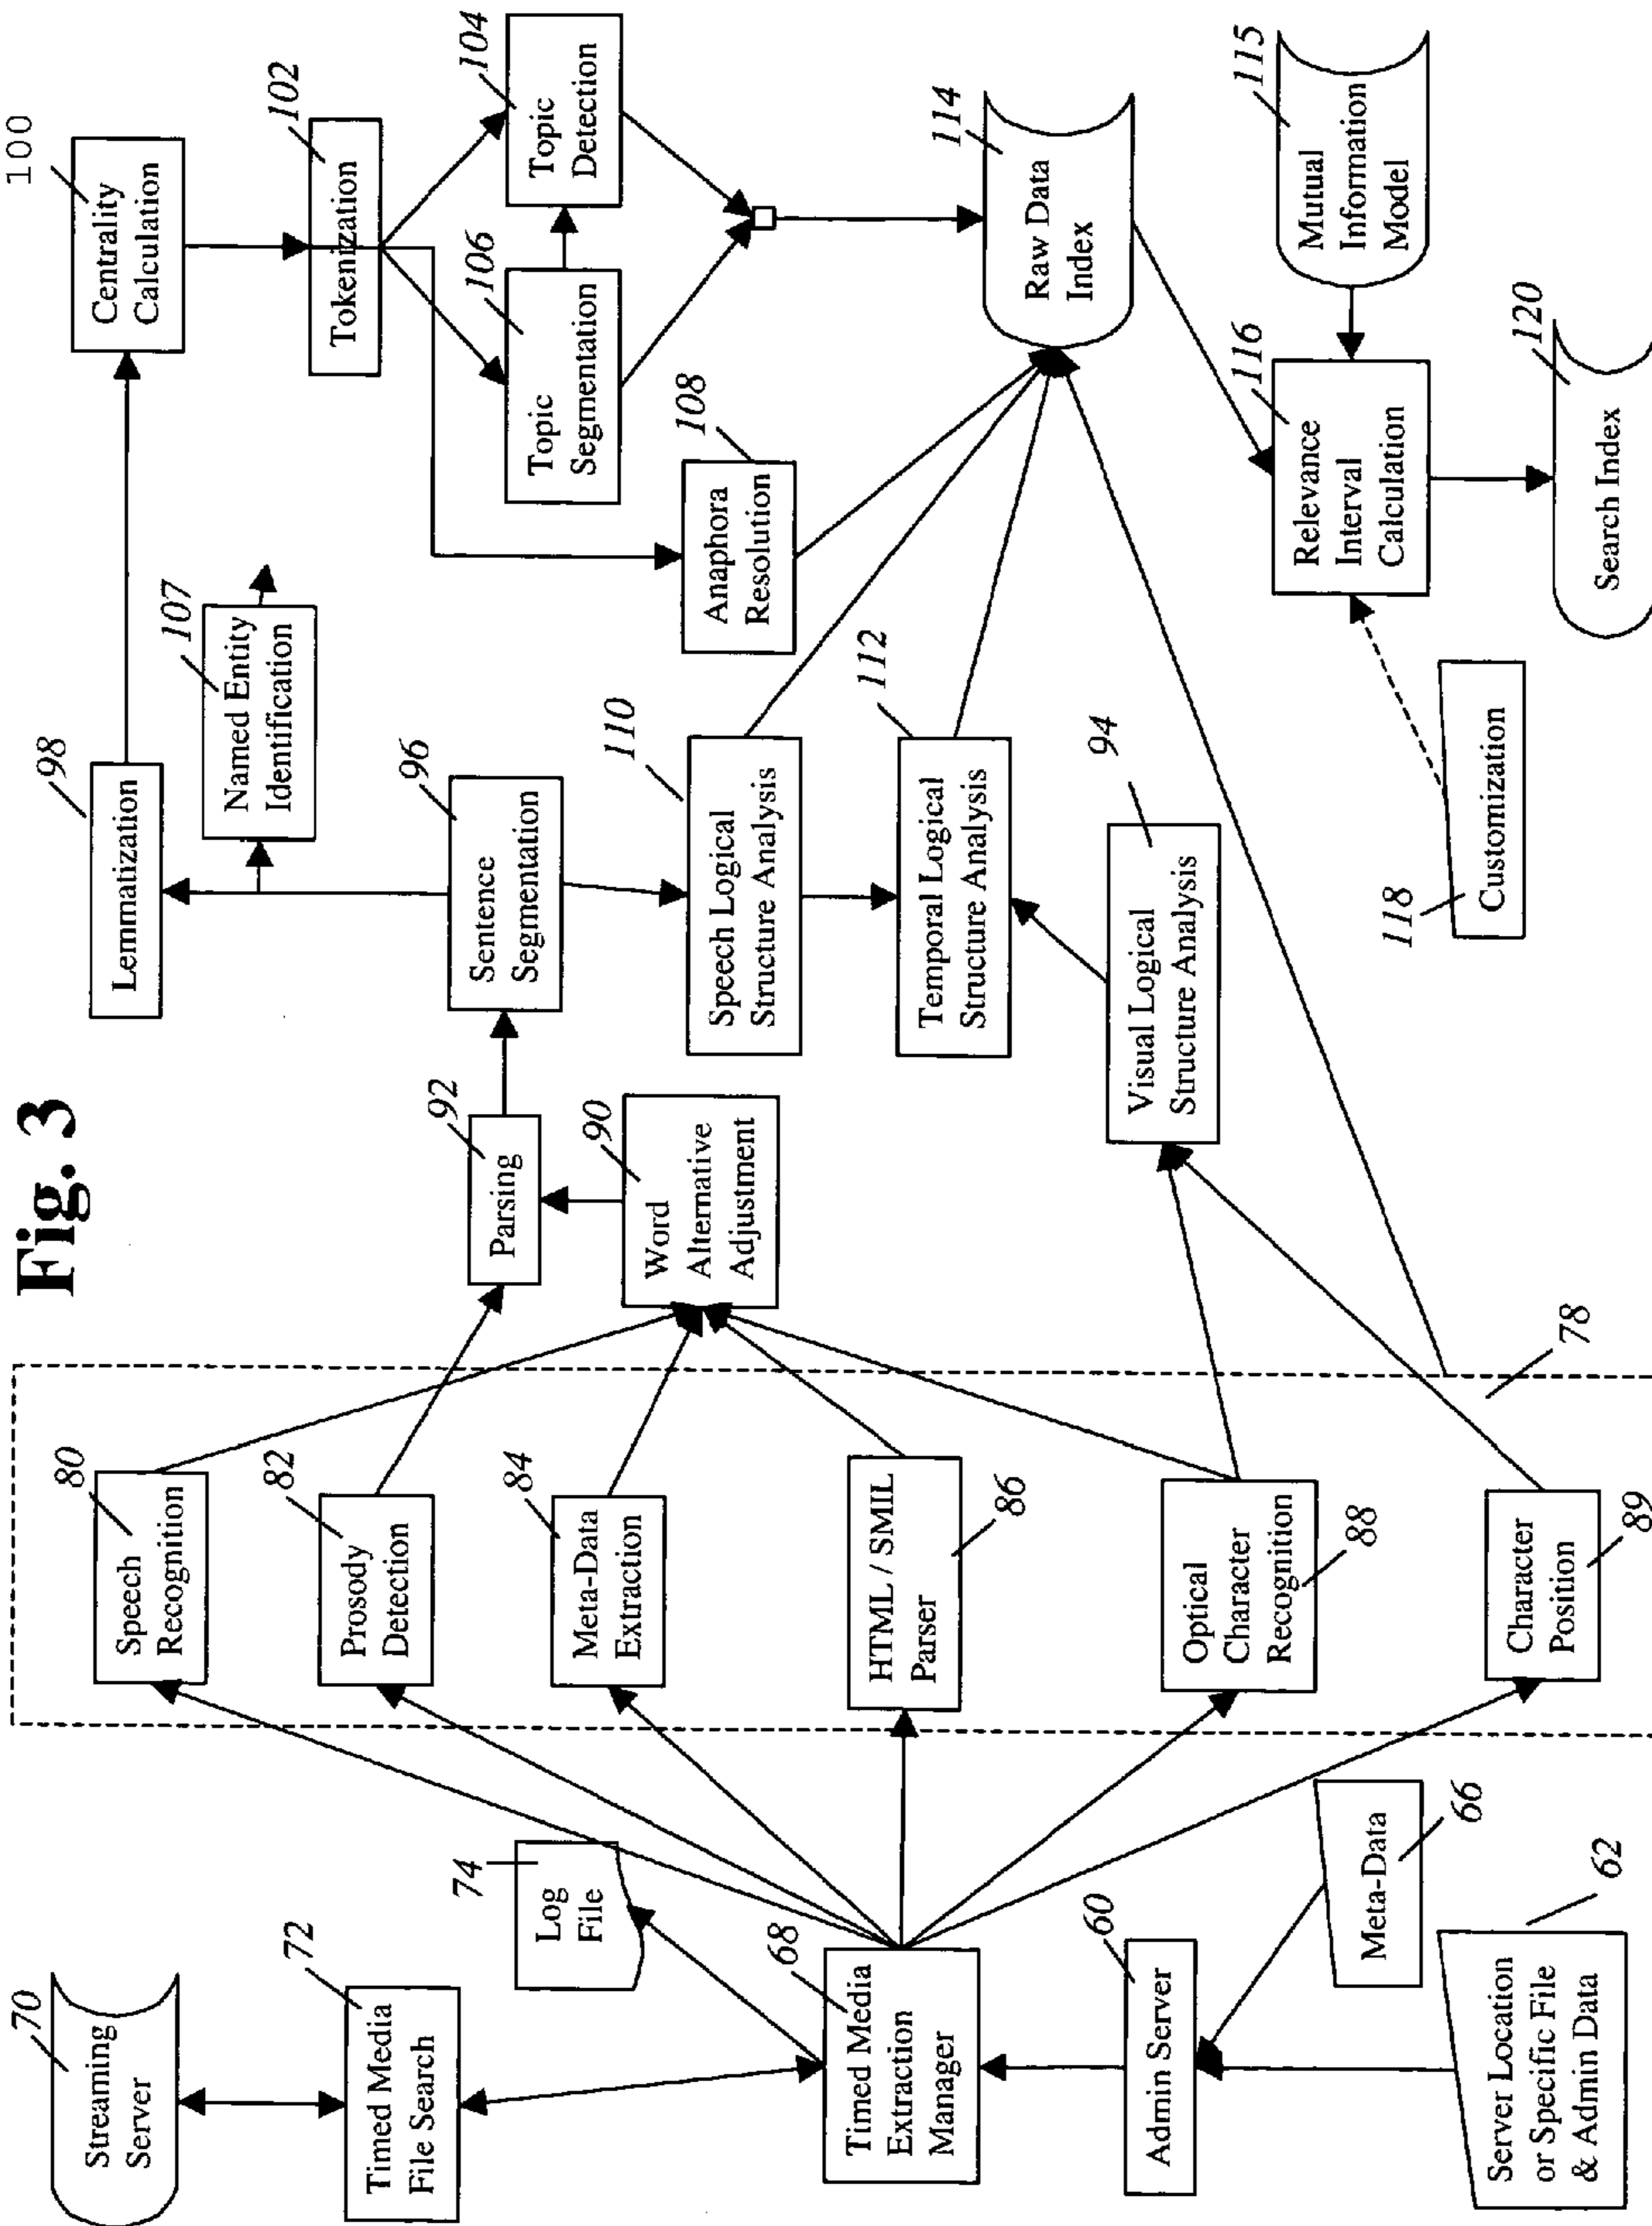 Fig. 3
70
Streaming
Server
72
Timed Media
File Search
74
Log
File
68
Timed Media
Extraction
Manager
60
Admin Server
Meta-Data
66
62
Server Location
or Specific File
& Admin Data
80
Speech
Recognition
82
Prosody
Detection
84
Meta-Data
Extraction
HTML / SMIL
Parser
86
Optical
Character
Recognition
88
Character
Position
89
78
92
Parsing
90
Word
Alternative
Adjustment
98
Lemmatization
107
Named Entity
Identification
96
Sentence
Segmentation
110
Speech Logical
Structure Analysis
112
Temporal Logical
Structure Analysis
94
Visual Logical
Structure Analysis
100
Centrality
Calculation
102
Tokenization
104
Topic
Detection
106
Topic
Segmentation
108
Anaphora
Resolution
114
Raw Data
Index
115
Mutual
Information
Model
116
Relevance
Interval
Calculation
118
Customization
120
Search Index